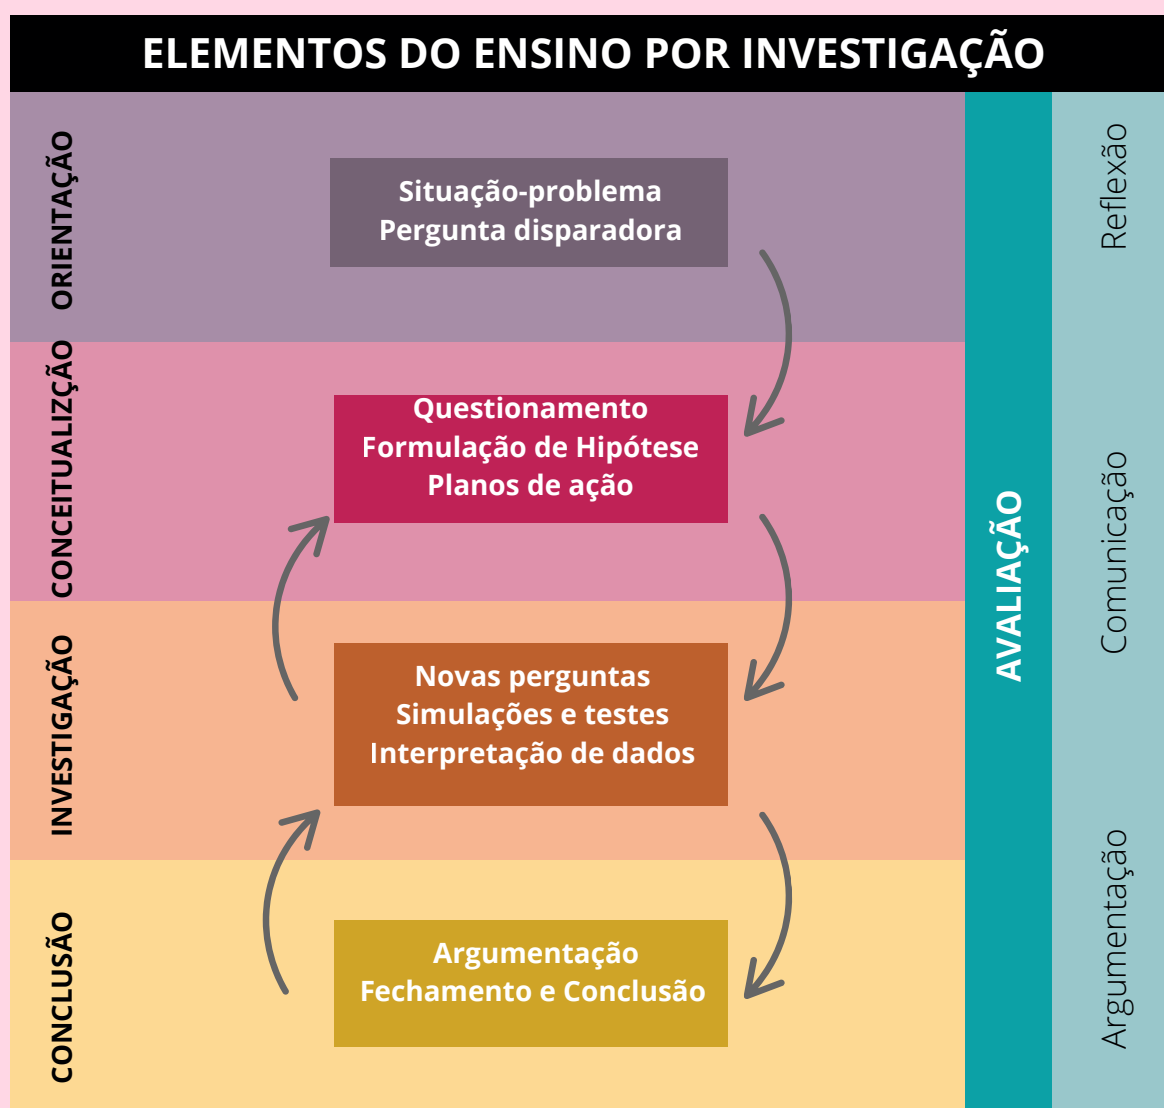 ELEMENTOS DO ENSINO POR INVESTIGAÇÃO
ORIENTAÇÃO
Situação-problema
Pergunta disparadora
CONCEITUALIZÇÃO
Questionamento
Formulação de Hipótese
Planos de ação
INVESTIGAÇÃO
Novas perguntas
Simulações e testes
Interpretação de dados
CONCLUSÃO
Argumentação
Fechamento e Conclusão
AVALIAÇÃO
Reflexão
Comunicação
Argumentação